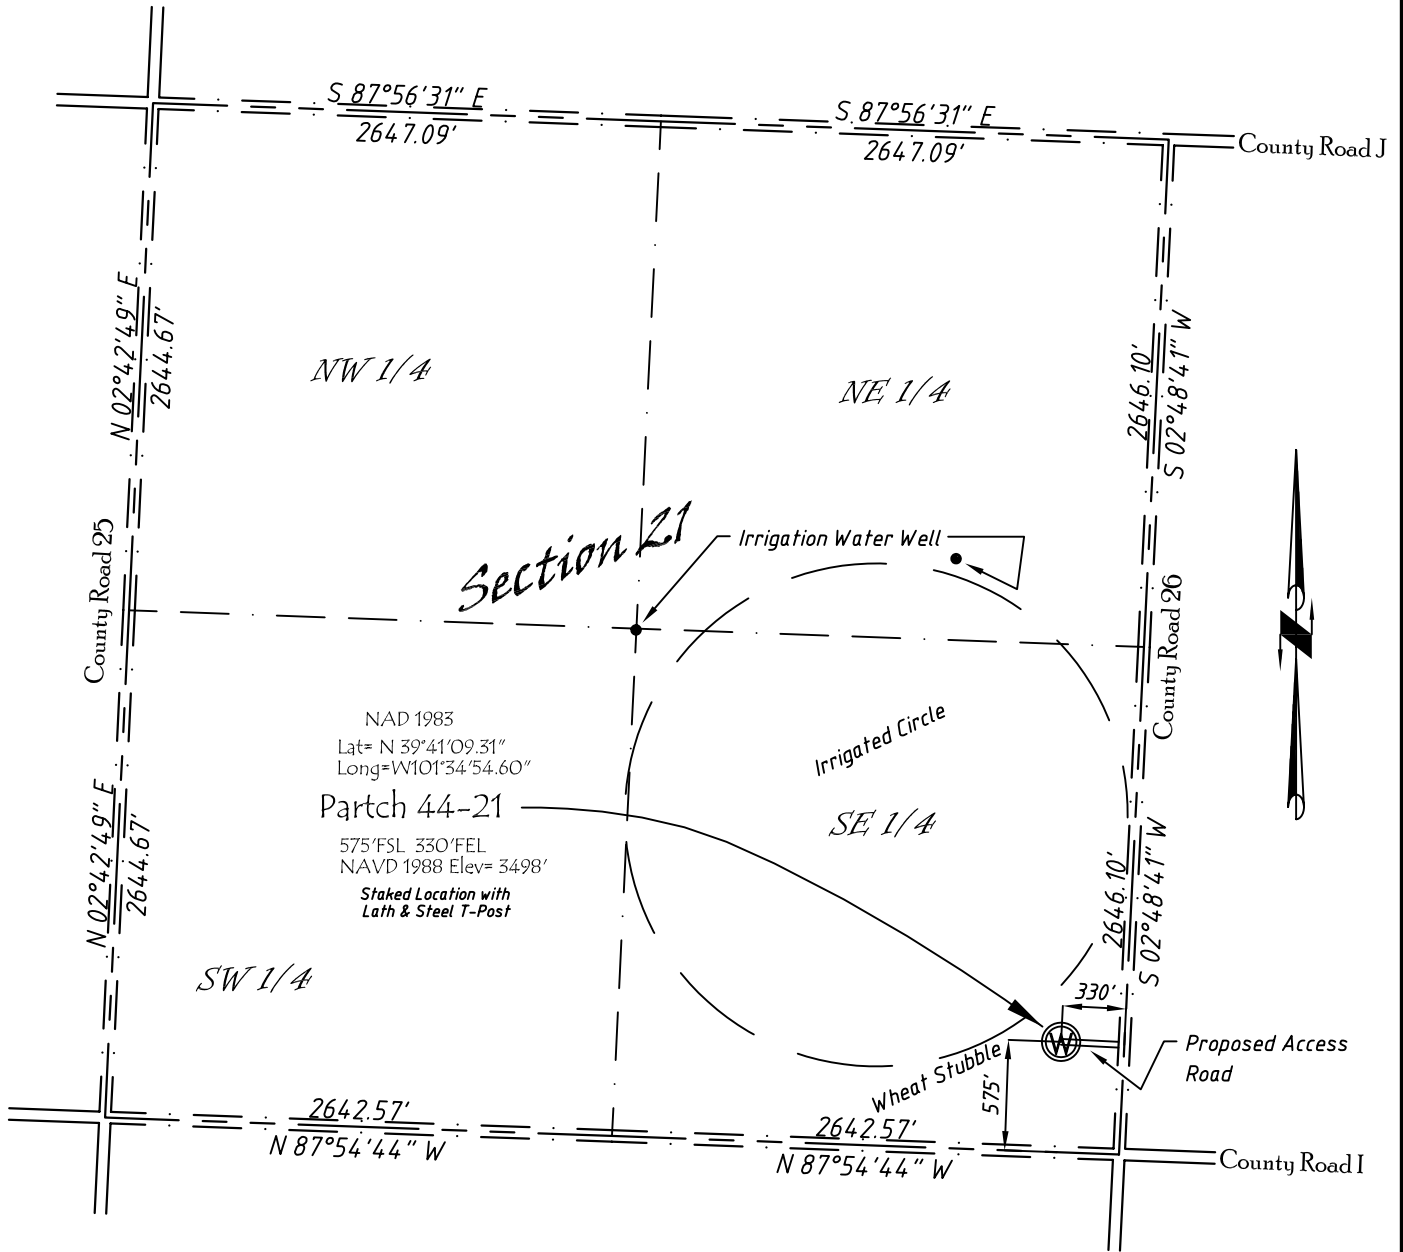 S 87°56'31" E
2647.09'
S 87°56'31" E
2647.09'
County Road J
N 02°42'49" E
2644.67'
NW 1/4
NE 1/4
2646.10'
S 02°48'41" W
Section 21
Irrigation Water Well
County Road 25
County Road 26
NAD 1983
Lat= N 39°41'09.31"
Long=W101°34'54.60"
Partch 44-21
575'FSL 330'FEL
NAVD 1988 Elev= 3498'
Staked Location with
Lath & Steel T-Post
Irrigated Circle
SE 1/4
N 02°42'49" E
2644.67'
2646.10'
S 02°48'41" W
SW 1/4
330'
W
Proposed Access
Road
Wheat Stubble
575'
2642.57'
N 87°54'44" W
2642.57'
N 87°54'44" W
County Road I